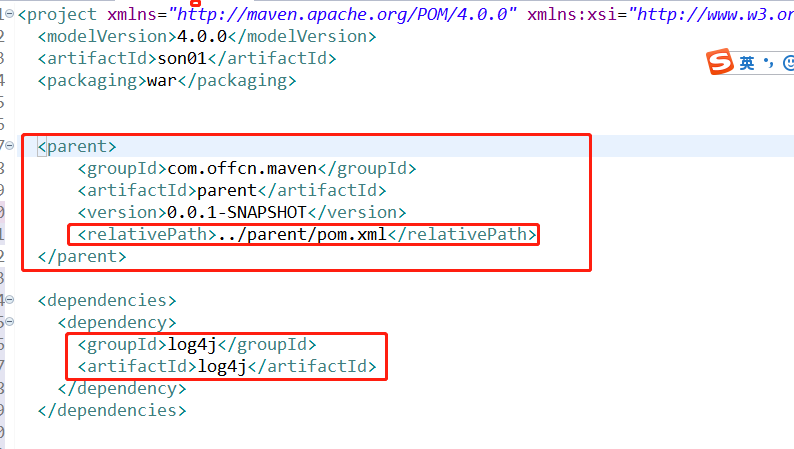 <project xmlns="http://maven.apache.org/POM/4.0.0" xmlns:xsi="http://www.w3.or
<modelVersion>4.0.0</modelVersion>
<artifactId>son01</artifactId>
<packaging>war</packaging>
英
<parent>
<groupId>com.offcn.maven</groupId>
<artifactId>parent</artifactId>
<version>0.0.1-SNAPSHOT</version>
<relativePath>../parent/pom.xml</relativePath>
</parent>
<dependencies>
<dependency>
<groupId>log4j</groupId>
<artifactId>log4j</artifactId>
</dependency>
</dependencies>